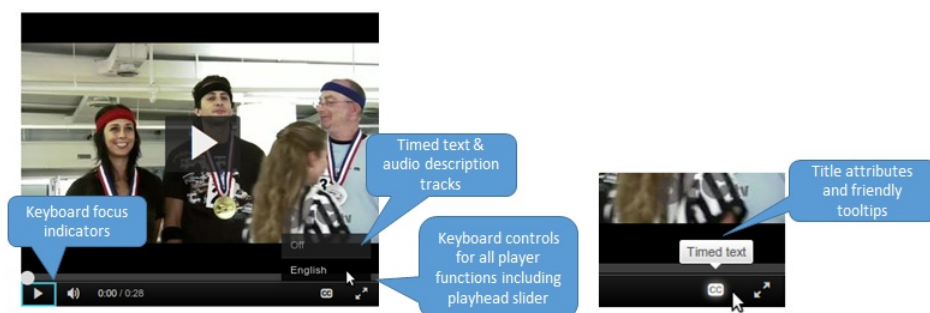 Timed text &
audio description
tracks
Title attributes
and friendly
tooltips
Keyboard focus
indicators
Off
English
Keyboard controls
for all player
functions including
playhead slider
Timed text
0:00 / 0:28
CC
CC